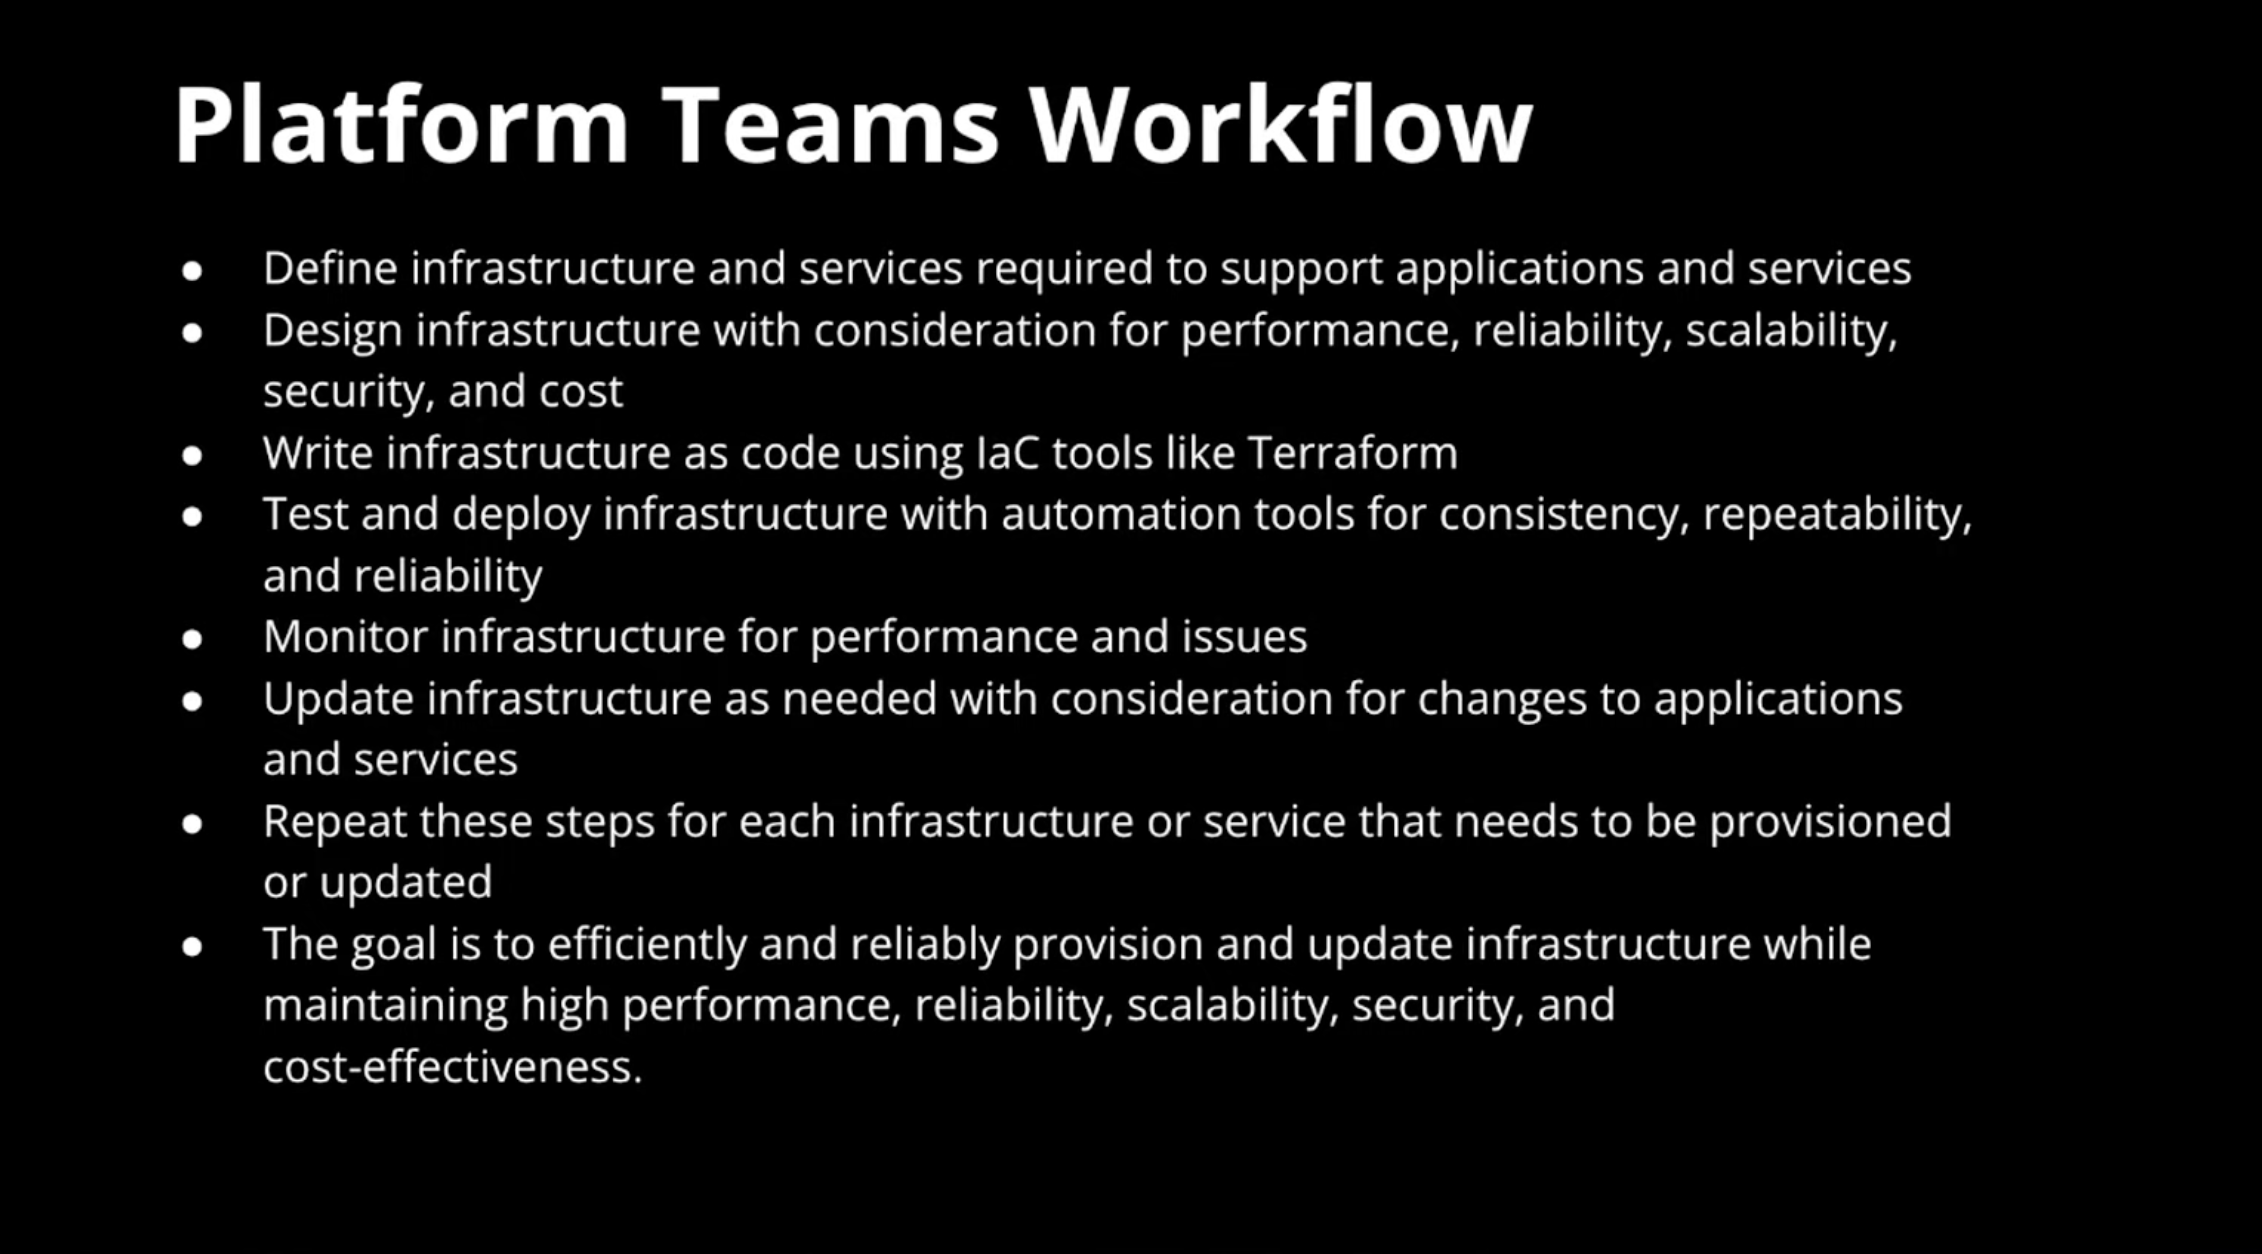 Platform Teams Workflow
● Define infrastructure and services required to support applications and services
● Design infrastructure with consideration for performance, reliability, scalability,
security, and cost
● Write infrastructure as code using IaC tools like Terraform
● Test and deploy infrastructure with automation tools for consistency, repeatability,
and reliability
● Monitor infrastructure for performance and issues
● Update infrastructure as needed with consideration for changes to applications
and services
● Repeat these steps for each infrastructure or service that needs to be provisioned
or updated
● The goal is to efficiently and reliably provision and update infrastructure while
maintaining high performance, reliability, scalability, security, and
cost-effectiveness.